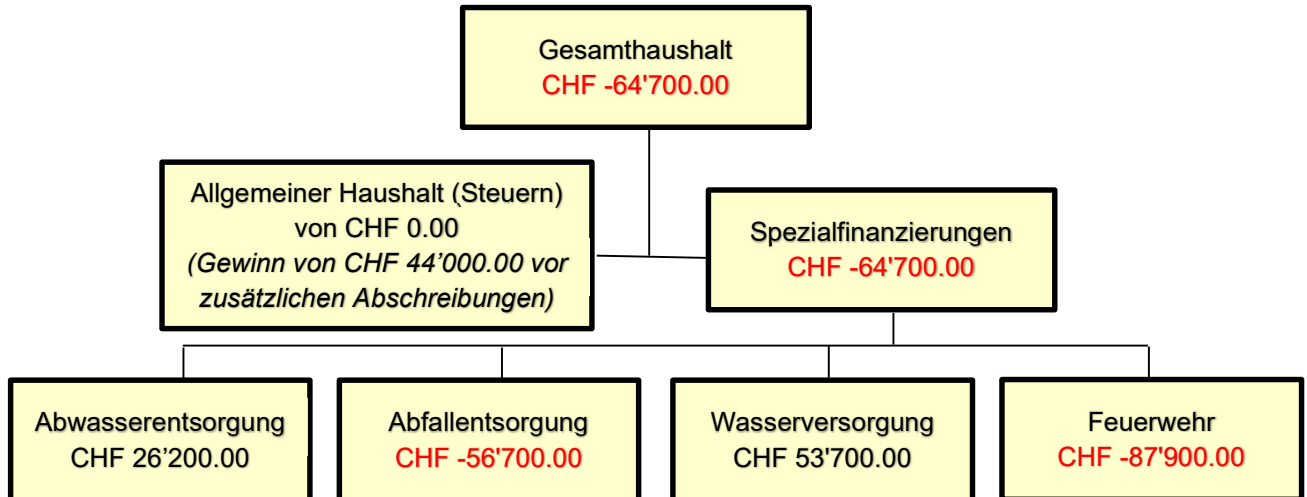 Gesamthaushalt
CHF -64'700.00
Allgemeiner Haushalt (Steuern)
von CHF 0.00
(Gewinn von CHF 44’000.00 vor
zusätzlichen Abschreibungen)
Spezialfinanzierungen
CHF -64'700.00
Abwasserentsorgung
CHF 26’200.00
Abfallentsorgung
CHF -56'700.00
Wasserversorgung
CHF 53'700.00
Feuerwehr
CHF -87'900.00